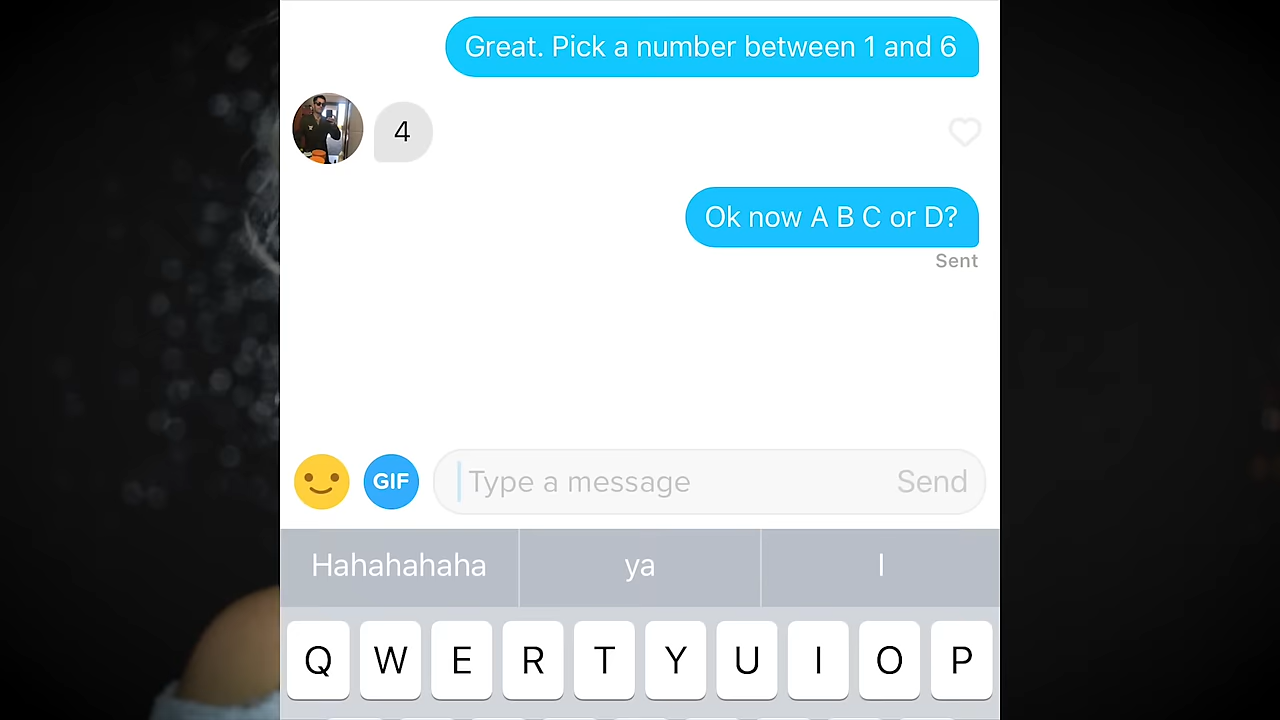 Great. Pick a number between 1 and 6
4
Ok now A B C or D?
Sent
GIF
Type a message
Send
Hahahahaha
ya
I
Q W E R T Y U I O P